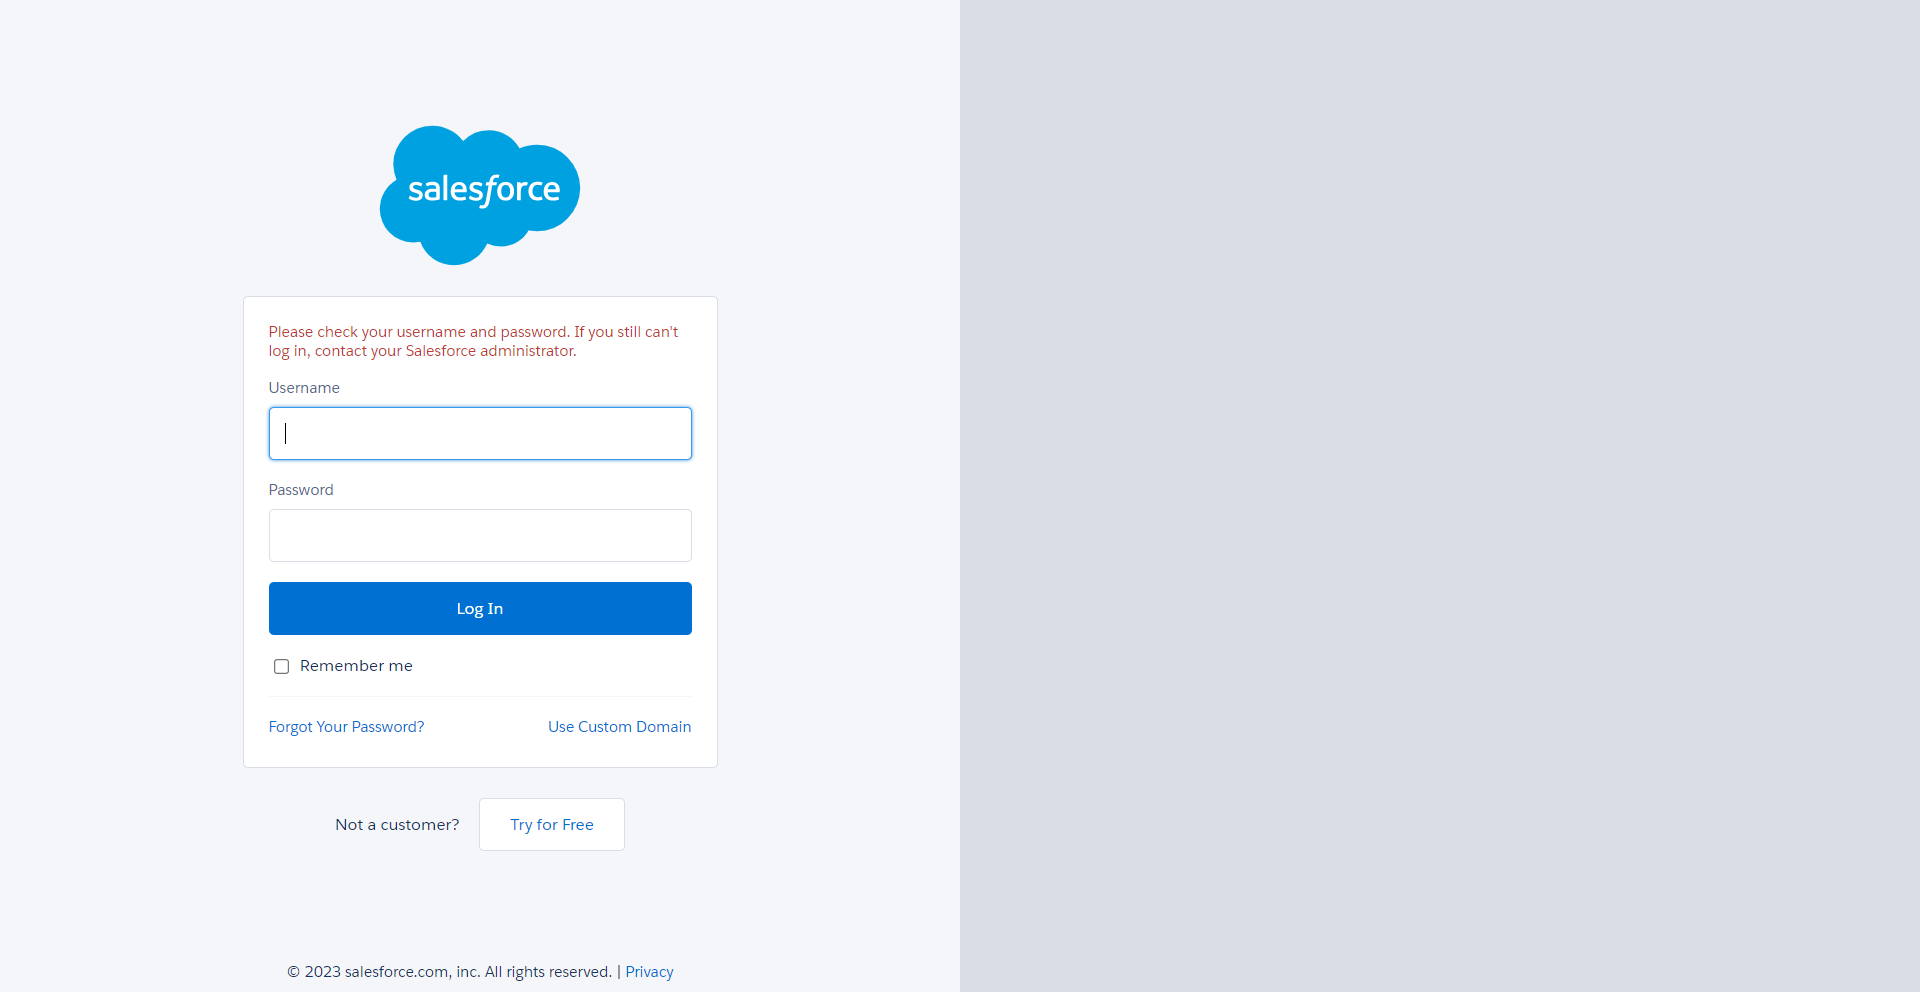 salesforce
Please check your username and password. If you still can't
log in, contact your Salesforce administrator.
Username
Password
Log In
Remember me
Forgot Your Password?
Use Custom Domain
Not a customer?
Try for Free
© 2023 salesforce.com, inc. All rights reserved. | Privacy